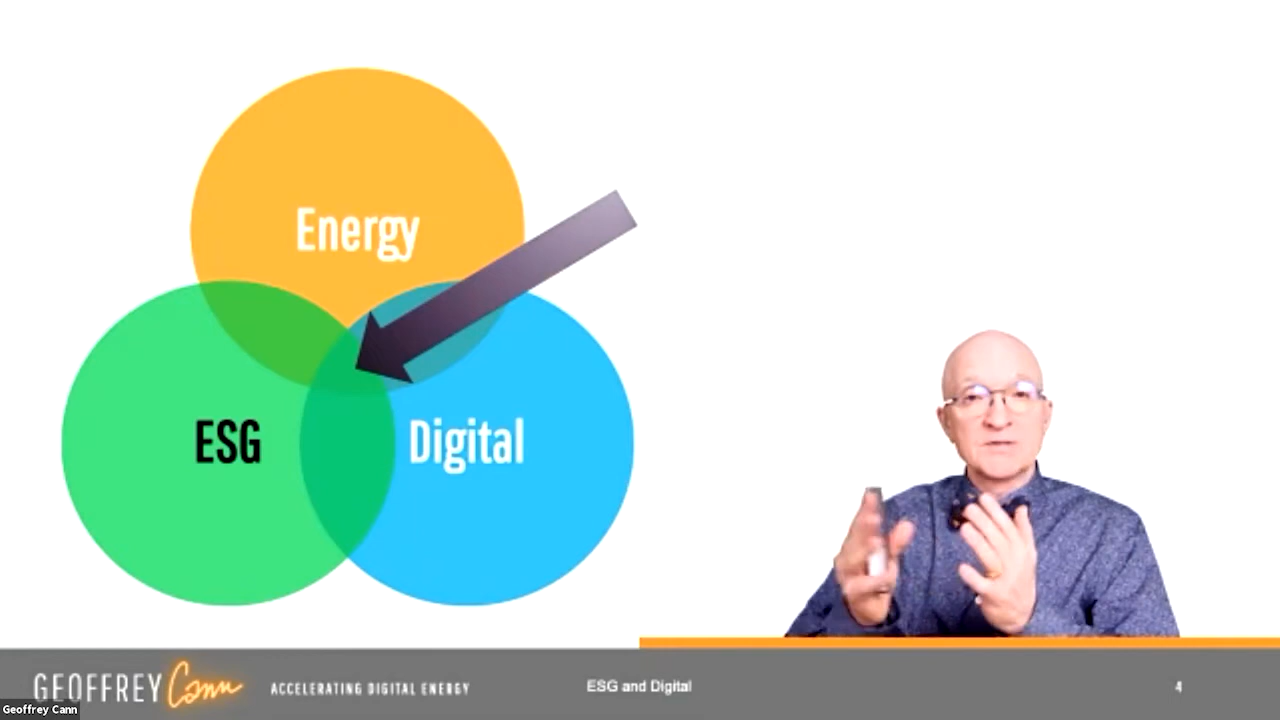 Energy
ESG
Digital
GEOFFREY Cann
ACCELERATING DIGITAL ENERGY
ESG and Digital
4
Geoffrey Cann